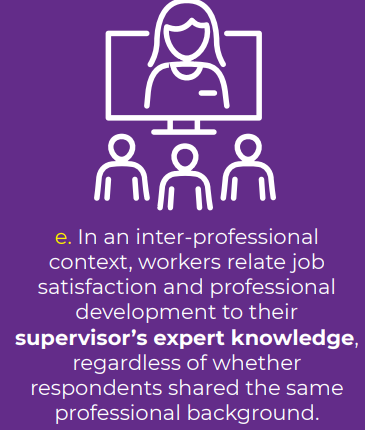 e. In an inter-professional
context, workers relate job
satisfaction and professional
development to their
supervisor’s expert knowledge,
regardless of whether
respondents shared the same
professional background.